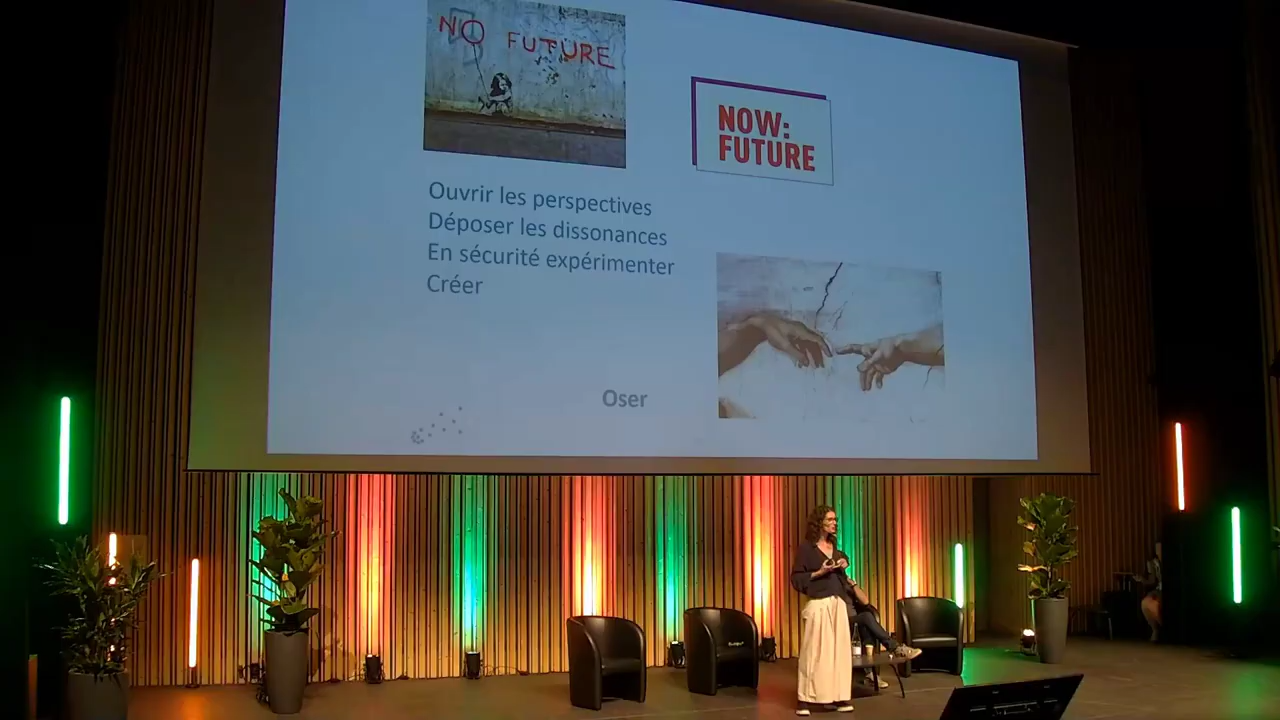 NO FUTURE
NOW:
FUTURE
Ouvrir les perspectives
Déposer les dissonances
En sécurité expérimenter
Créer
Oser